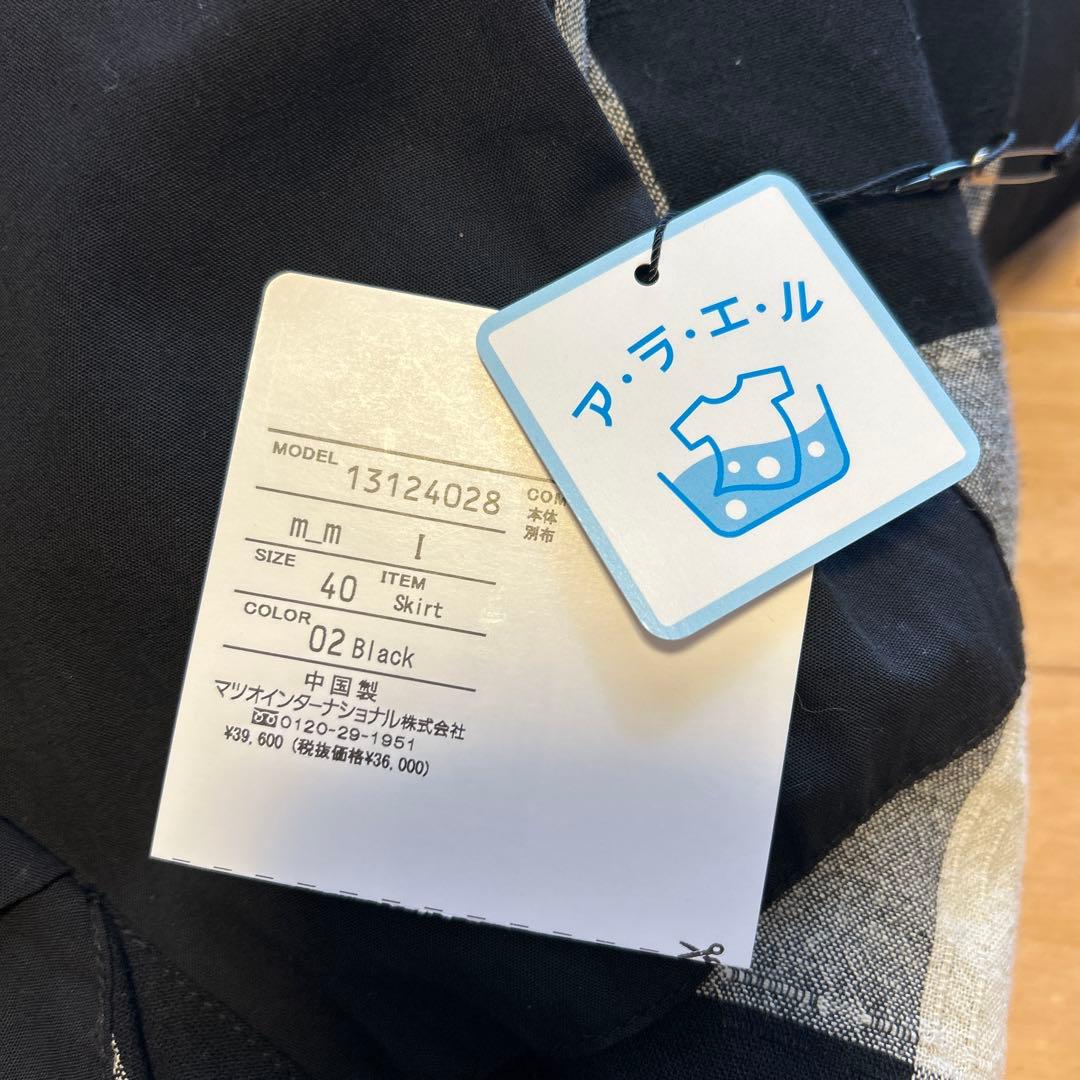 ア・ラ・エ・ル
MODEL 13124028
m_m I
SIZE 40 ITEM Skirt
COLOR 02 Black
中国製
マツオインターナショナル株式会社
0120-29-1951
¥39,600 (税抜価格¥36,000)
COM
本体
別布